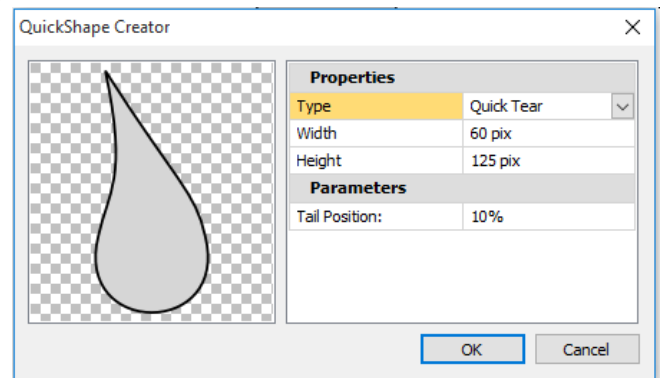 QuickShape Creator
Properties
Type Quick Tear
Width 60 pix
Height 125 pix
Parameters
Tail Position: 10%
OK Cancel